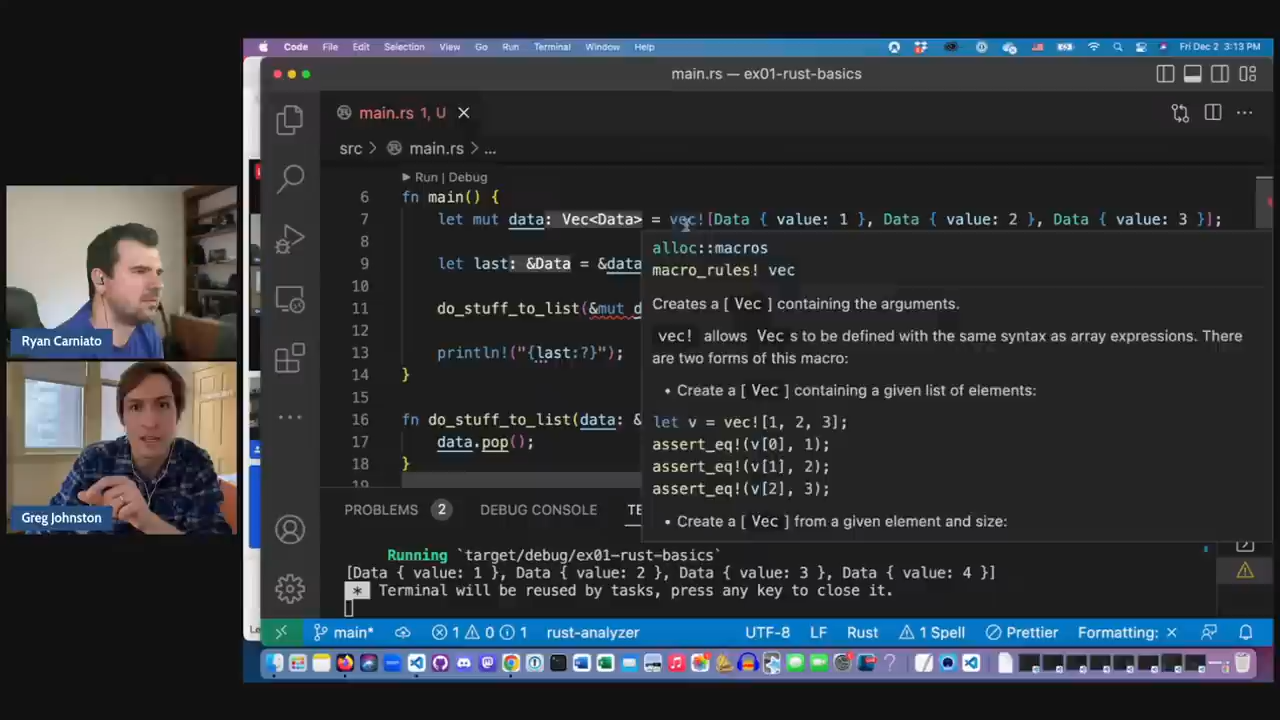 Code File Edit Selection View Go Run Terminal Window Help Fri Dec 2 3:13 PM
main.rs — ex01-rust-basics
main.rs 1, U
src > main.rs > ...
Run | Debug
6 fn main() {
7 let mut data: Vec<Data> = vec![Data { value: 1 }, Data { value: 2 }, Data { value: 3 }];
8
9 let last: &Data = &data
10
11 do_stuff_to_list(&mut d
12
13 println!("{last:?}");
14 }
15
16 fn do_stuff_to_list(data: &
17 data.pop();
18 }
19
alloc::macros
macro_rules! vec
Creates a [ Vec ] containing the arguments.
vec! allows Vec s to be defined with the same syntax as array expressions. There
are two forms of this macro:
• Create a [ Vec ] containing a given list of elements:
let v = vec![1, 2, 3];
assert_eq!(v[0], 1);
assert_eq!(v[1], 2);
assert_eq!(v[2], 3);
• Create a [ Vec ] from a given element and size:
PROBLEMS 2 DEBUG CONSOLE TE
Running `target/debug/ex01-rust-basics`
[Data { value: 1 }, Data { value: 2 }, Data { value: 3 }, Data { value: 4 }]
* Terminal will be reused by tasks, press any key to close it.
main* 1 0 1 rust-analyzer UTF-8 LF Rust 1 Spell Prettier Formatting: ×
Ryan Carniato
Greg Johnston